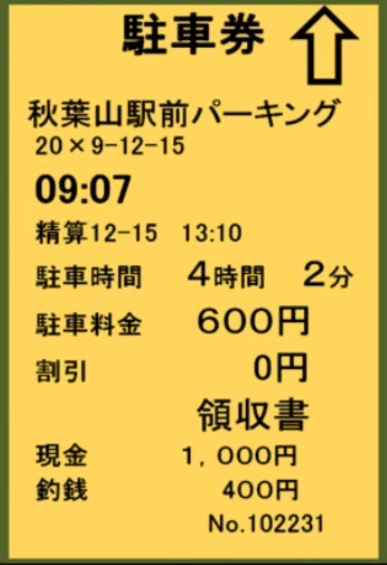 駐車券
秋葉山駅前パーキング
20×9-12-15
09:07
精算12-15 13:10
駐車時間 4時間 2分
駐車料金 600円
割引 0円
領収書
現金 1,000円
釣銭 400円
No.102231